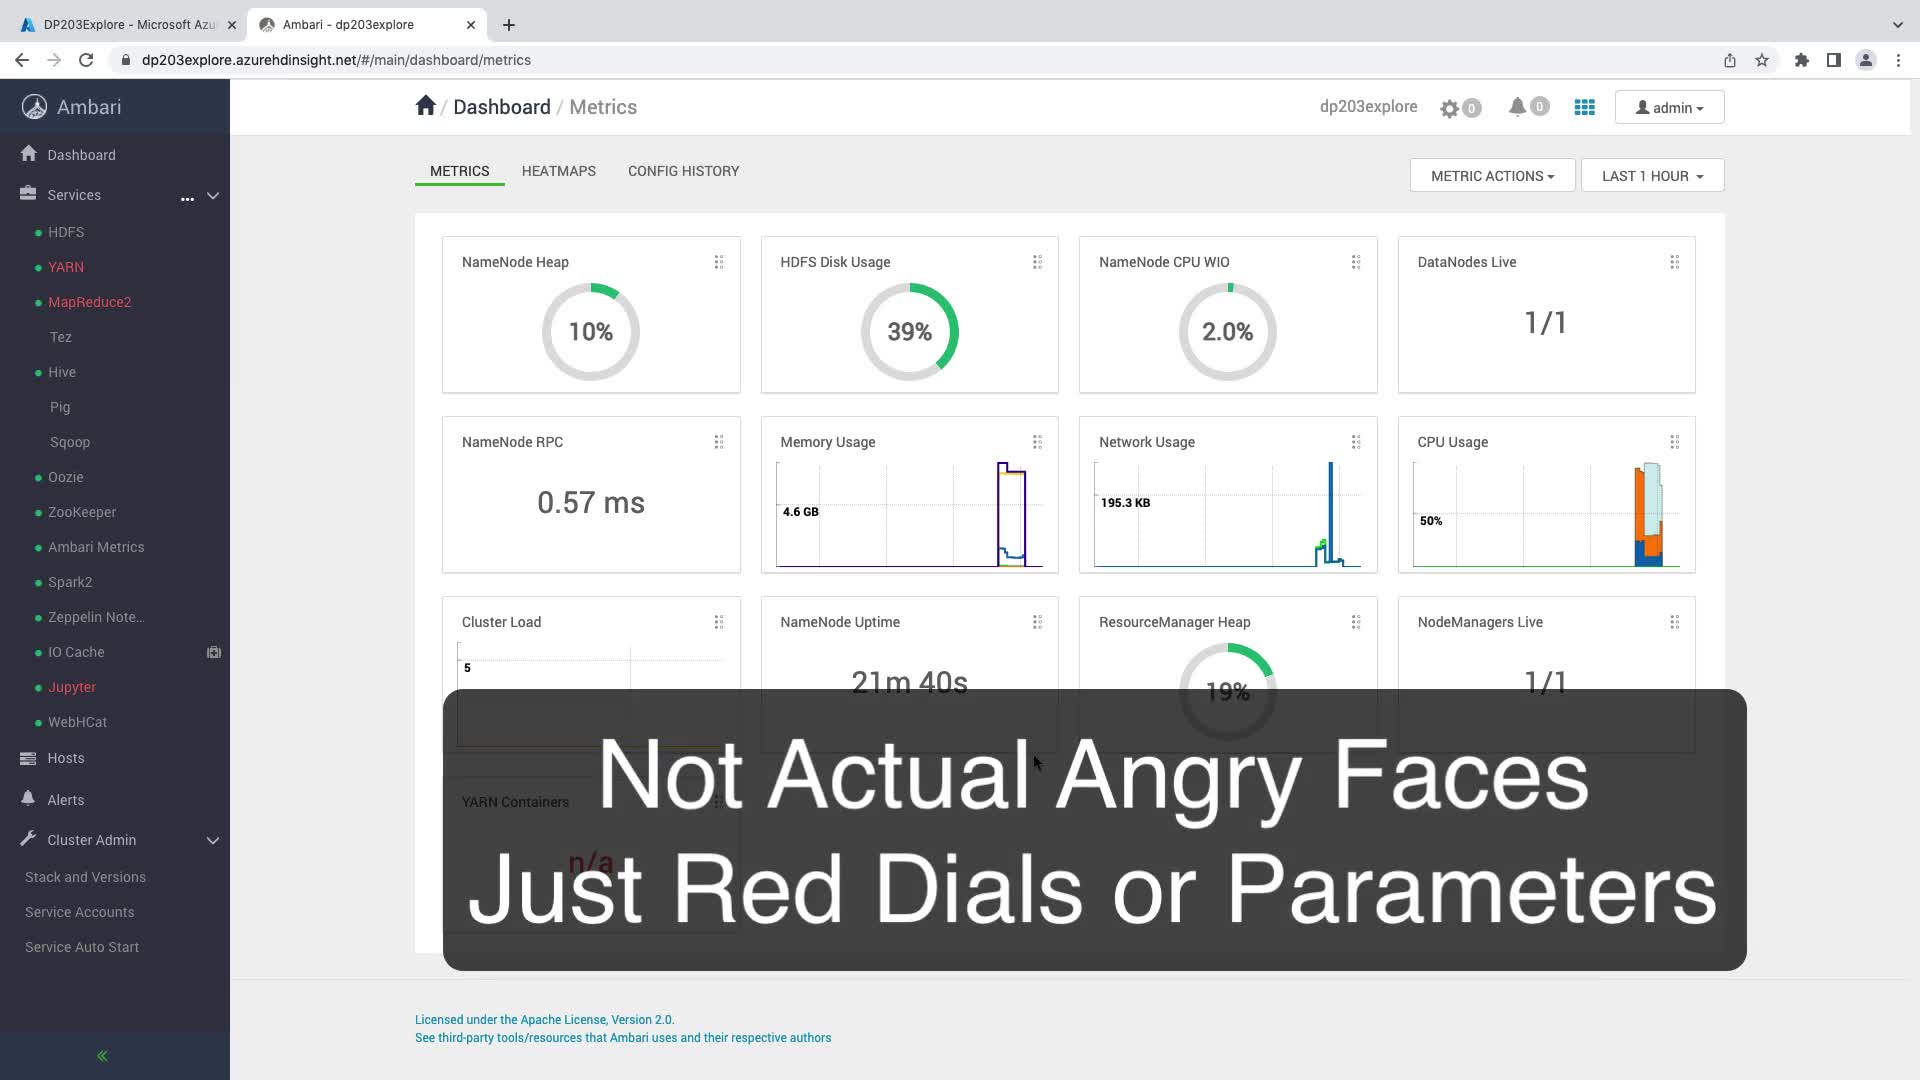 DP203Explore - Microsoft Azu
Ambari - dp203explore
dp203explore.azurehdinsight.net/#/main/dashboard/metrics
Ambari
/ Dashboard / Metrics
dp203explore
0
0
admin
Dashboard
Services
...
HDFS
YARN
MapReduce2
Tez
Hive
Pig
Sqoop
Oozie
ZooKeeper
Ambari Metrics
Spark2
Zeppelin Note...
IO Cache
Jupyter
WebHCat
Hosts
Alerts
Cluster Admin
Stack and Versions
Service Accounts
Service Auto Start
METRICS
HEATMAPS
CONFIG HISTORY
METRIC ACTIONS
LAST 1 HOUR
NameNode Heap
10%
HDFS Disk Usage
39%
NameNode CPU WIO
2.0%
DataNodes Live
1/1
NameNode RPC
0.57 ms
Memory Usage
4.6 GB
Network Usage
195.3 KB
CPU Usage
50%
Cluster Load
5
NameNode Uptime
21m 40s
ResourceManager Heap
19%
NodeManagers Live
1/1
YARN Containers
n/a
Not Actual Angry Faces
Just Red Dials or Parameters
Licensed under the Apache License, Version 2.0.
See third-party tools/resources that Ambari uses and their respective authors